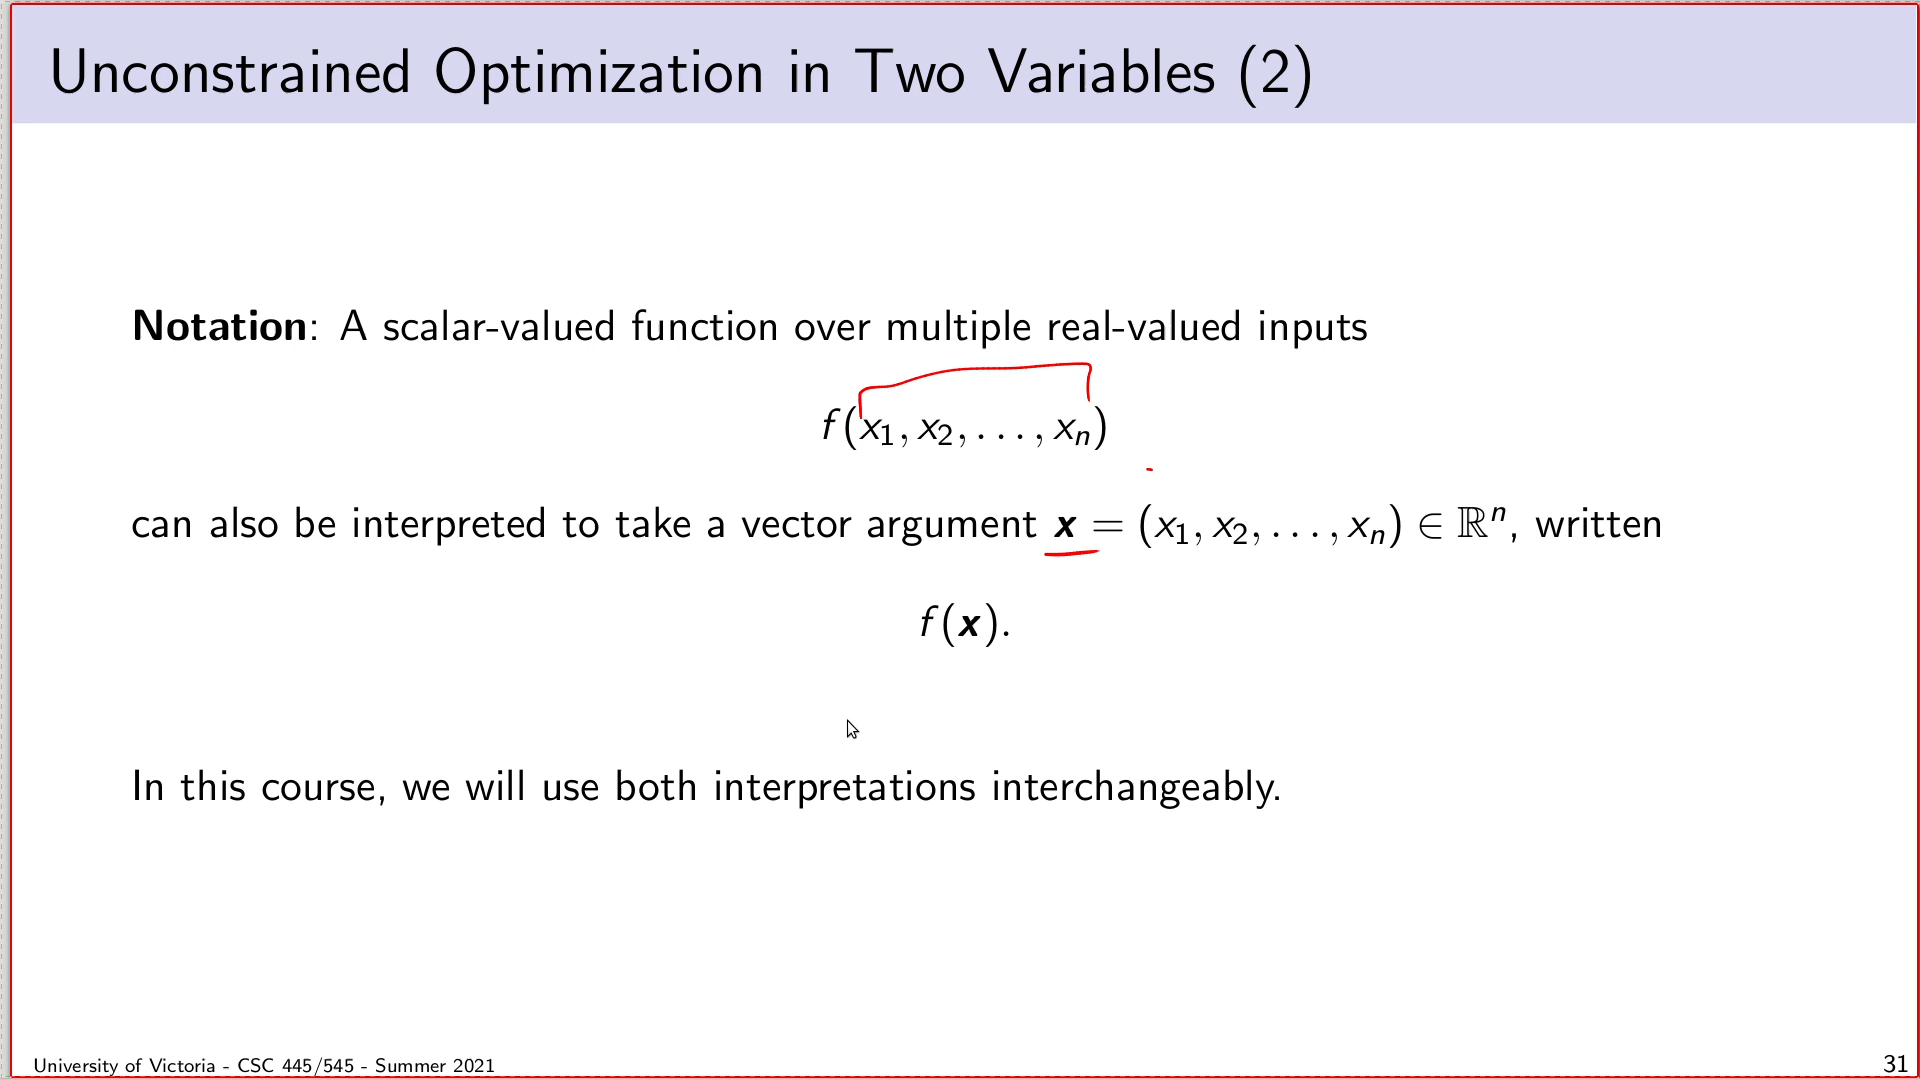 Unconstrained Optimization in Two Variables (2)
Notation: A scalar-valued function over multiple real-valued inputs
f(x₁, x₂, . . . , xₙ)
can also be interpreted to take a vector argument x = (x₁, x₂, . . . , xₙ) ∈ ℝⁿ, written
f(x).
In this course, we will use both interpretations interchangeably.
University of Victoria - CSC 445/545 - Summer 2021
31